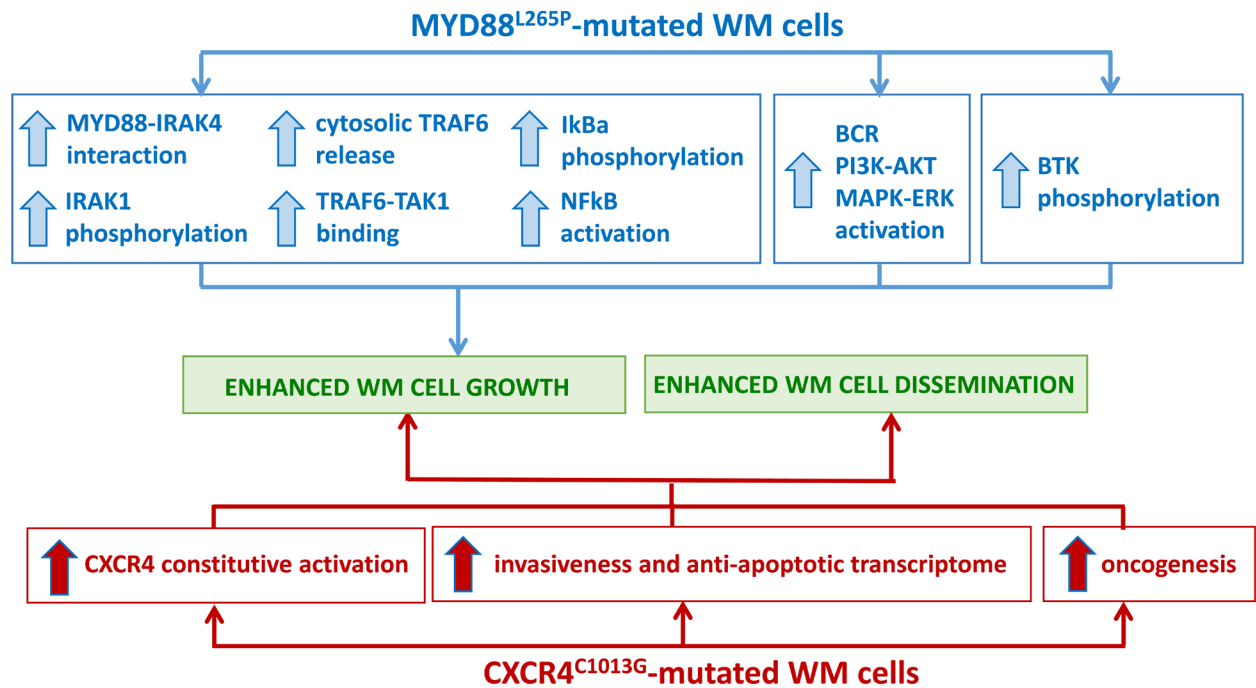 MYD88L265P-mutated WM cells
MYD88-IRAK4
interaction
cytosolic TRAF6
release
IkBa
phosphorylation
IRAK1
phosphorylation
TRAF6-TAK1
binding
NFkB
activation
BCR
PI3K-AKT
MAPK-ERK
activation
BTK
phosphorylation
ENHANCED WM CELL GROWTH
ENHANCED WM CELL DISSEMINATION
CXCR4 constitutive activation
invasiveness and anti-apoptotic transcriptome
oncogenesis
CXCR4C1013G-mutated WM cells